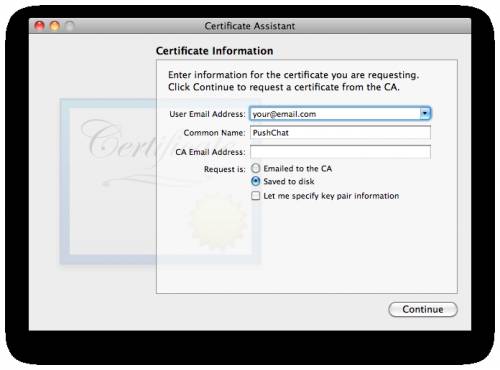 Certificate Assistant
Certificate Information
Enter information for the certificate you are requesting.
Click Continue to request a certificate from the CA.
User Email Address: your@email.com
Common Name: PushChat
CA Email Address:
Request is: Emailed to the CA
Saved to disk
Let me specify key pair information
Certificate
Continue